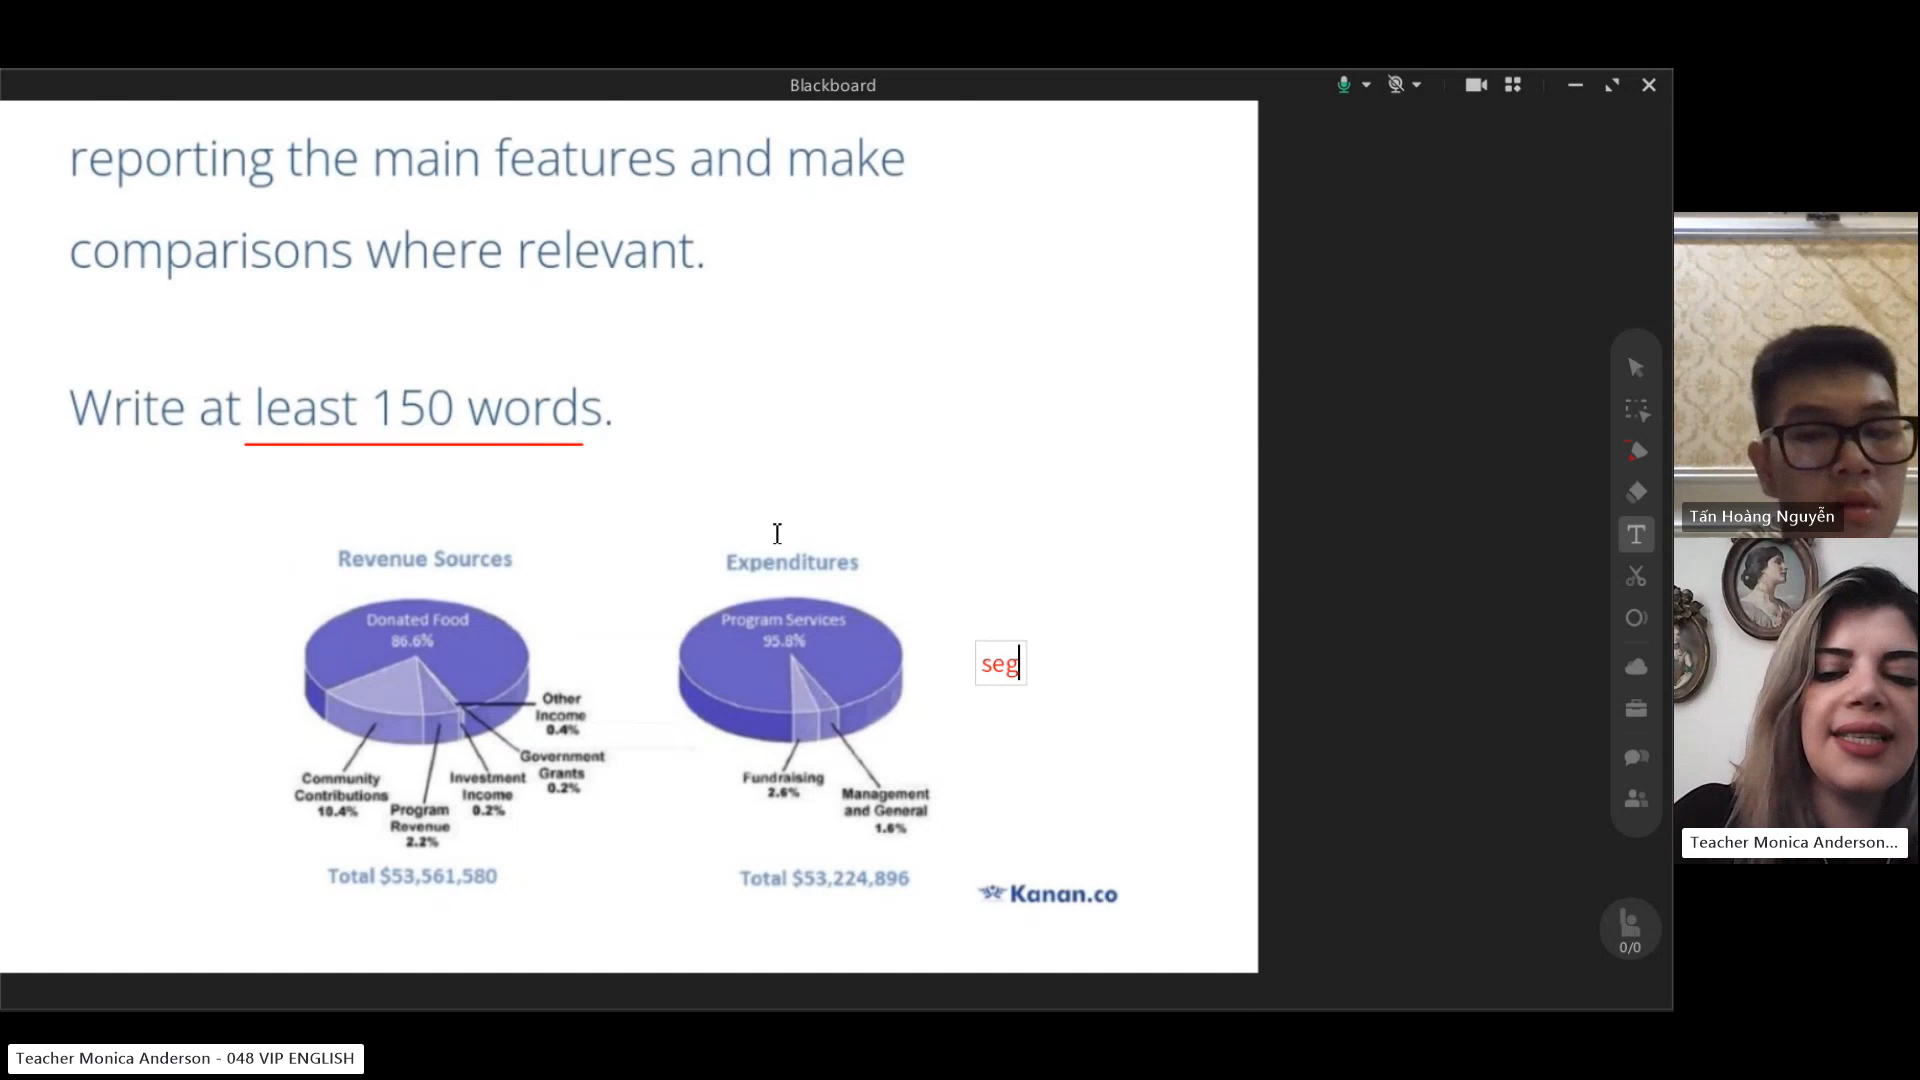 Blackboard
reporting the main features and make
comparisons where relevant.
Write at least 150 words.
Revenue Sources
Donated Food
86.6%
Other
Income
0.4%
Government
Grants
0.2%
Investment
Income
0.2%
Program
Revenue
2.2%
Community
Contributions
10.4%
Total $53,561,580
Expenditures
Program Services
95.8%
Fundraising
2.6%
Management
and General
1.6%
Total $53,224,896
seg
Kanan.co
T
0/0
Tấn Hoàng Nguyễn
Teacher Monica Anderson...
Teacher Monica Anderson - 048 VIP ENGLISH